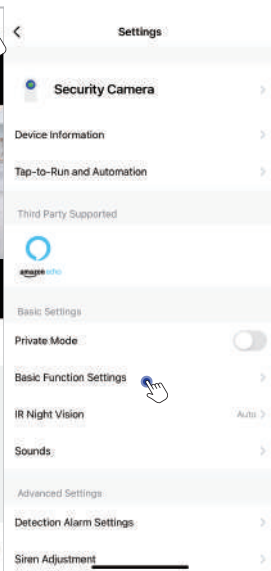 Settings
Security Camera
Device Information
Tap-to-Run and Automation
Third Party Supported
amazon echo
Basic Settings
Private Mode
Basic Function Settings
IR Night Vision Auto
Sounds
Advanced Settings
Detection Alarm Settings
Siren Adjustment